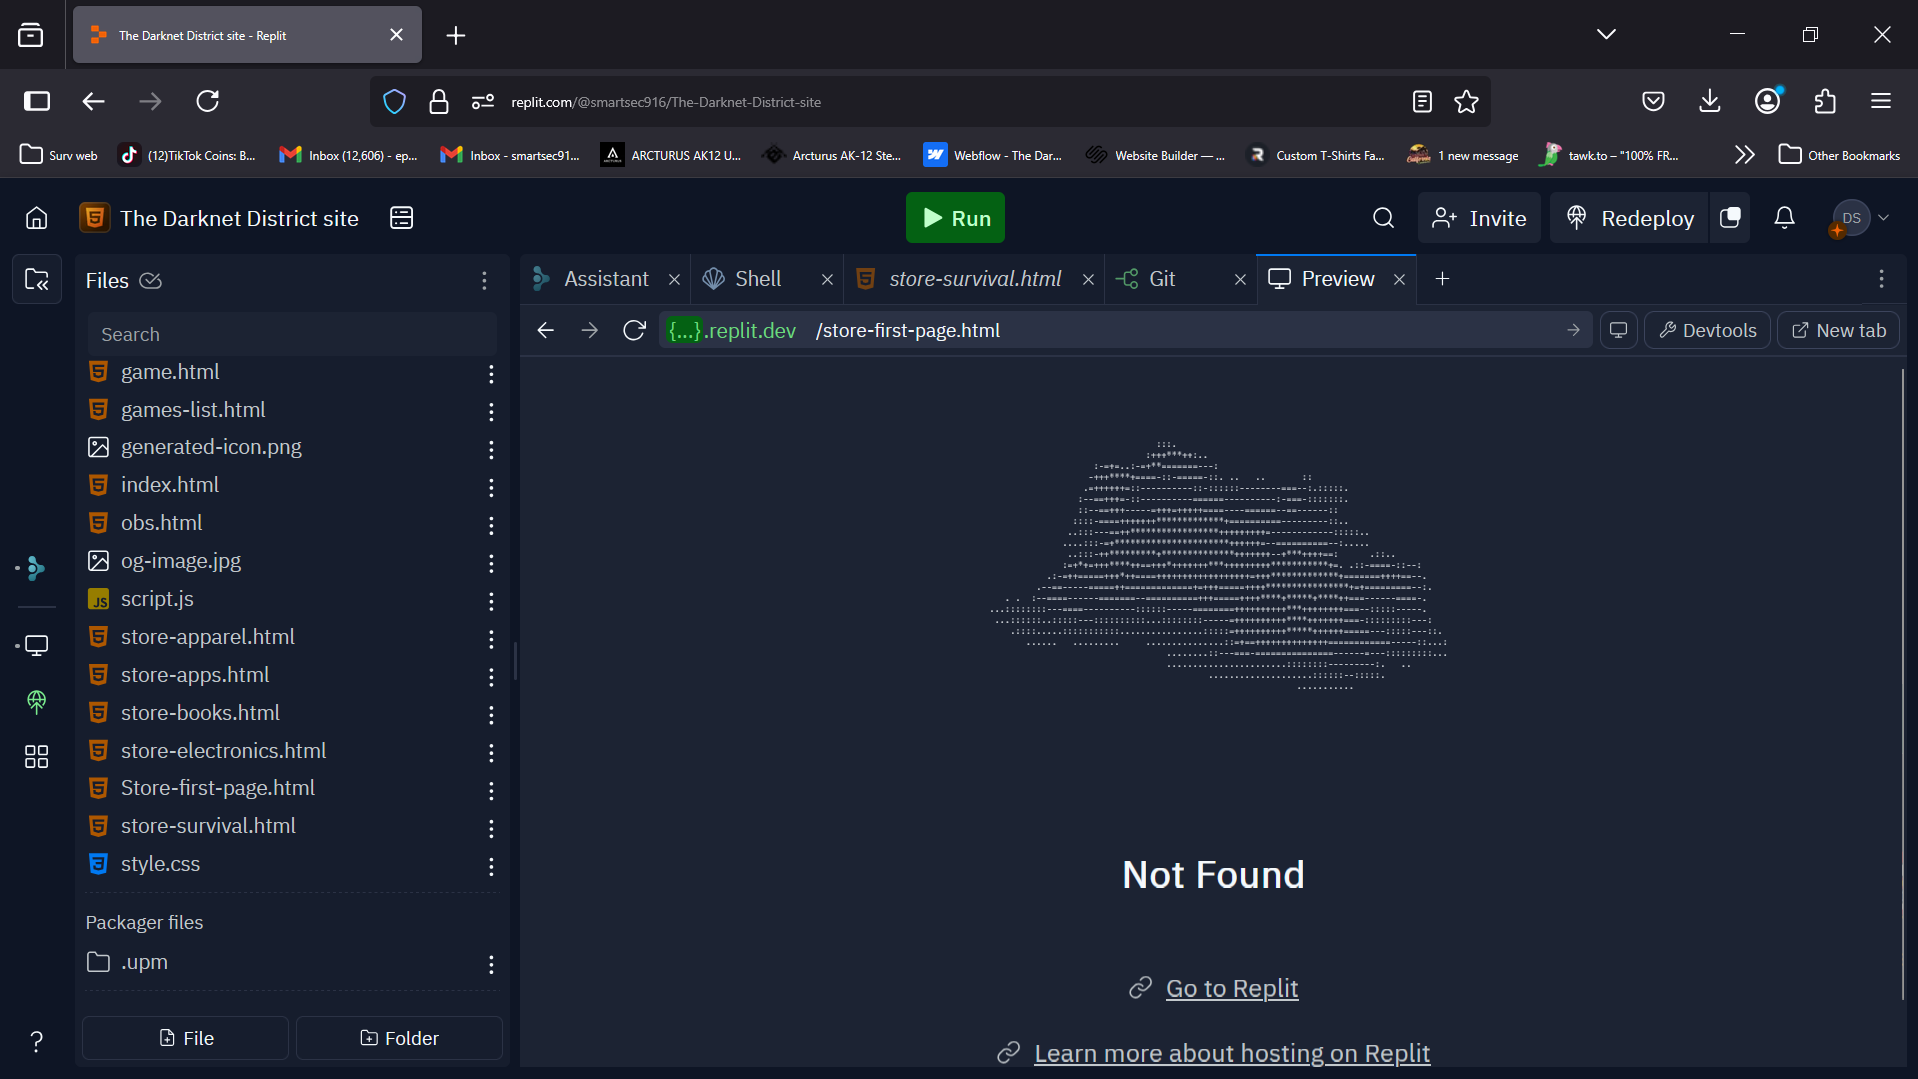 The Darknet District site - Replit
replit.com/@smartsec916/The-Darknet-District-site
Surv web
(12)TikTok Coins: B...
Inbox (12,606) - ep...
Inbox - smartsec91...
ARCTURUS AK12 U...
Arcturus AK-12 Ste...
Webflow - The Dar...
Website Builder — ...
Custom T-Shirts Fa...
1 new message
tawk.to – "100% FR...
Other Bookmarks
The Darknet District site
Run
Invite
Redeploy
DS
Files
Assistant
Shell
store-survival.html
Git
Preview
Search
{...}.replit.dev /store-first-page.html
Devtools
New tab
game.html
games-list.html
generated-icon.png
index.html
obs.html
og-image.jpg
JS
script.js
store-apparel.html
store-apps.html
store-books.html
store-electronics.html
Store-first-page.html
store-survival.html
style.css
Packager files
.upm
File
Folder
Not Found
Go to Replit
Learn more about hosting on Replit